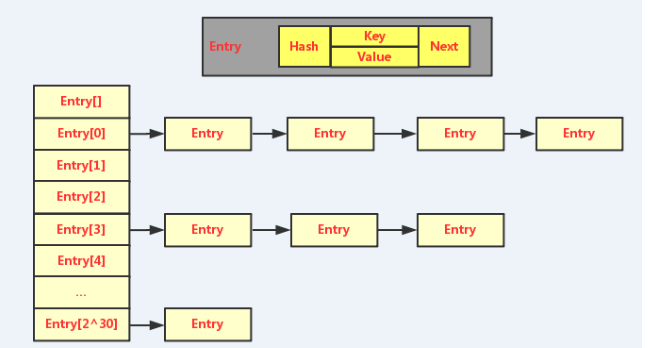 Entry
Hash
Key
Value
Next
Entry[]
Entry[0]
Entry
Entry
Entry
Entry
Entry[1]
Entry[2]
Entry[3]
Entry
Entry
Entry
Entry[4]
...
Entry[2^30]
Entry